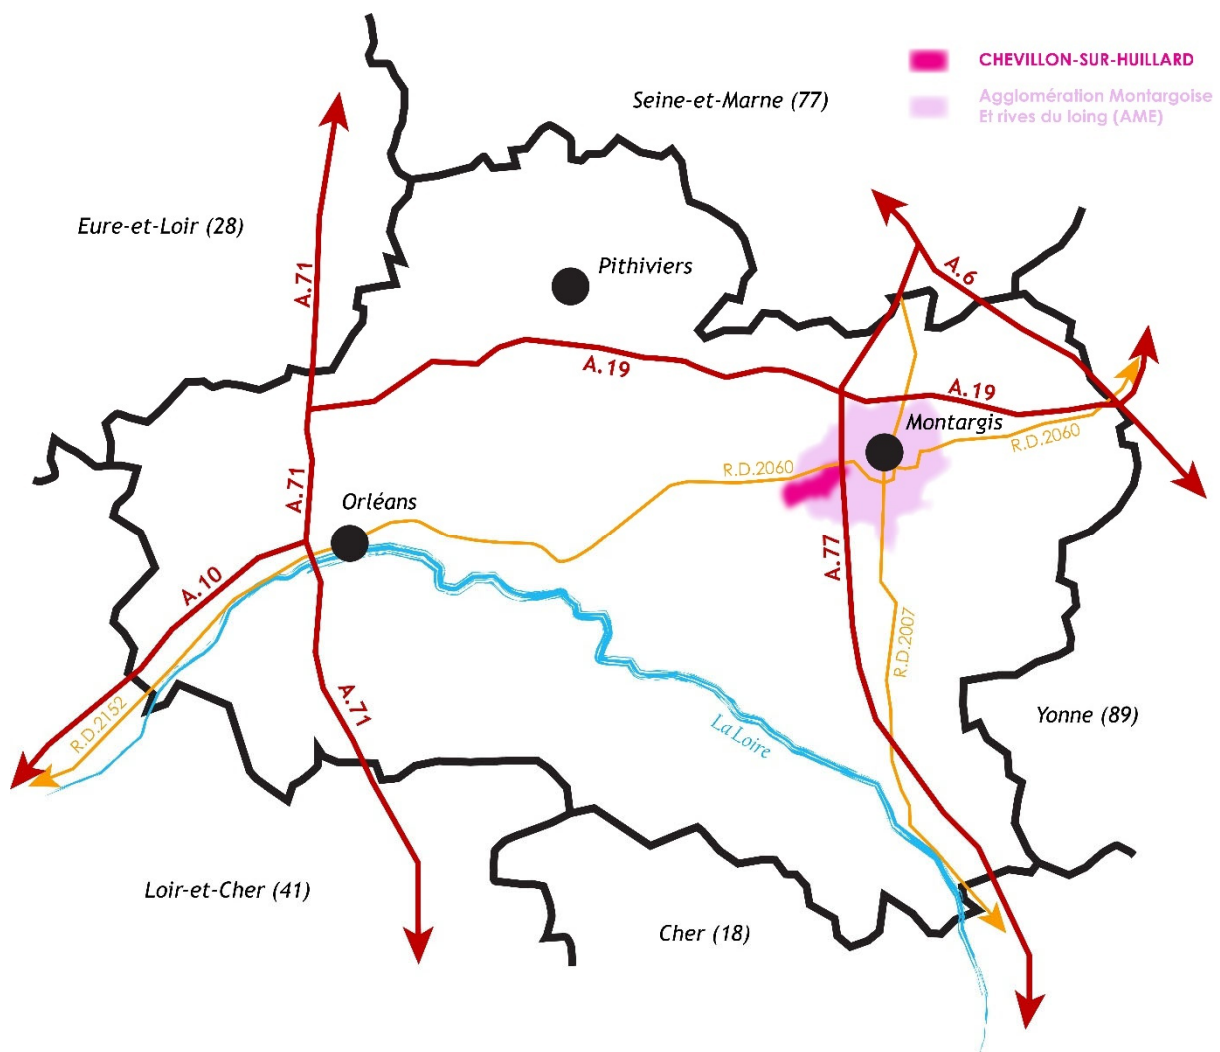 CHEVILLON-SUR-HUILLARD
Agglomération Montargoise
Et rives du loing (AME)
Seine-et-Marne (77)
Eure-et-Loir (28)
Pithiviers
A.71
A.6
A.19
A.19
Montargis
R.D.2060
R.D.2060
A.71
Orléans
A.77
A.10
R.D.2007
A.71
R.D.2152
La Loire
Yonne (89)
Loir-et-Cher (41)
Cher (18)